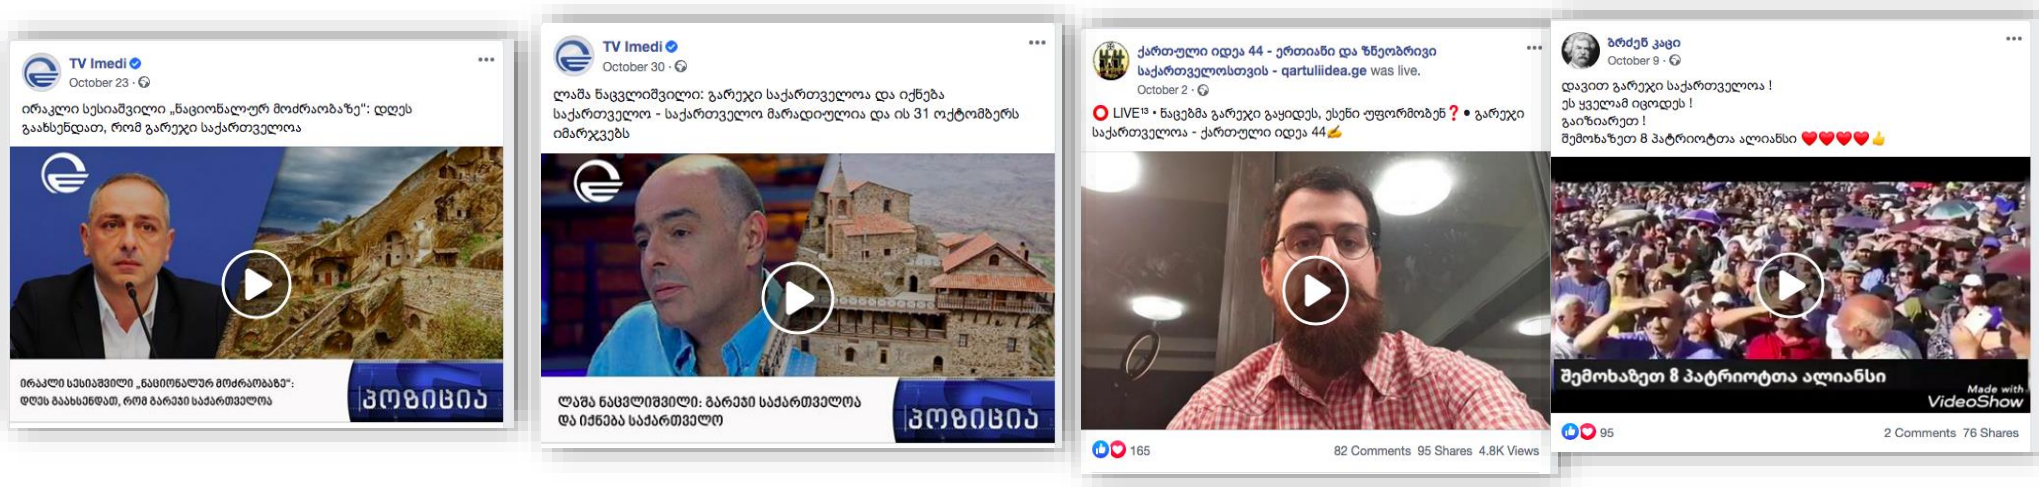 TV Imedi
October 23
ირაკლი სესიაშვილი „ნაციონალურ მოძრაობაზე“: დღეს
გაახსენდათ, რომ გარეჯი საქართველოა
ირაკლი სესიაშვილი „ნაციონალურ მოძრაობაზე“:
დღეს გაახსენდათ, რომ გარეჯი საქართველოა
პოზიცია
TV Imedi
October 30
ლაშა ნაცვლიშვილი: გარეჯი საქართველოა და იქნება
საქართველო - საქართველო მარადიულია და ის 31 ოქტომბერს
იმარჯვებს
ლაშა ნაცვლიშვილი: გარეჯი საქართველოა
და იქნება საქართველო
პოზიცია
ქართული იდეა 44 - ერთიანი და ზნეობრივი
საქართველოსთვის - qartuliidea.ge was live.
October 2
⭕ LIVE¹³ • ნაცებმა გარეჯი გაყიდეს, ესენი უფორმობენ❓ • გარეჯი
საქართველოა - ქართული იდეა 44✍
165
82 Comments 95 Shares 4.8K Views
ბრძენ კაცი
October 9
დავით გარეჯი საქართველოა !
ეს ყველამ იცოდეს !
გაიზიარეთ !
შემოხაზეთ 8 პატრიოტთა ალიანსი ❤❤❤❤👍
შემოხაზეთ 8 პატრიოტთა ალიანსი
Made with
VideoShow
95
2 Comments 76 Shares